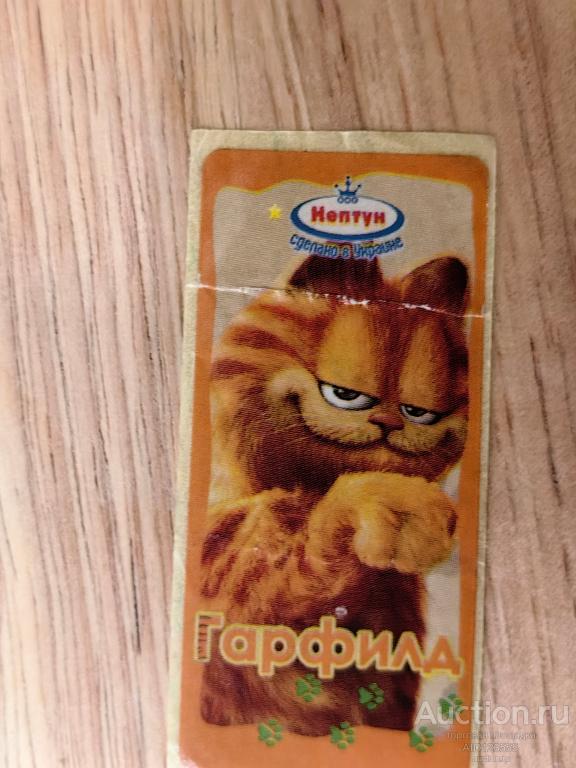 Нептун
сделано в Украине
Гарфилд
Auction.ru